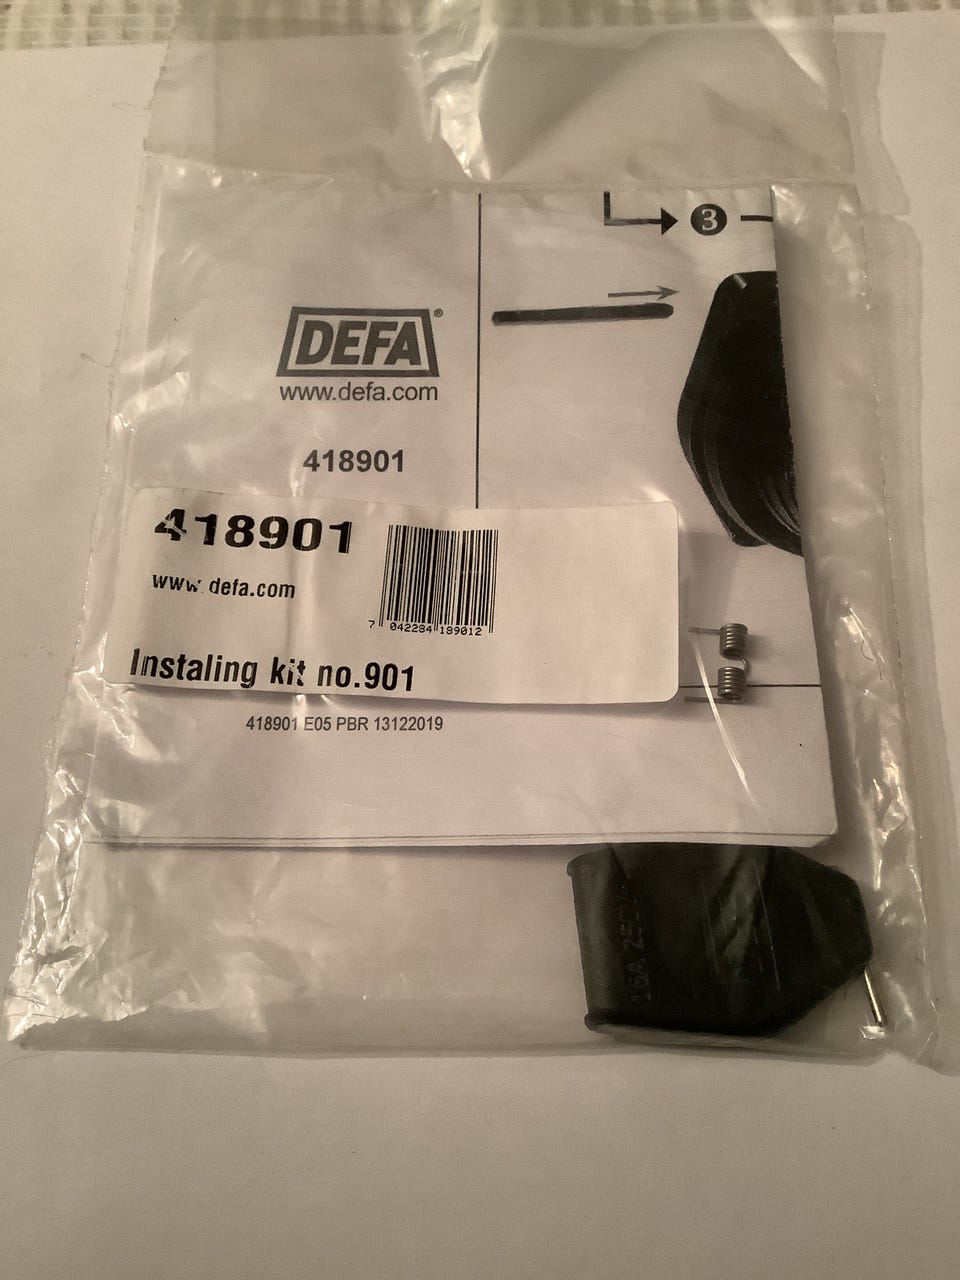 3
DEFA®
www.defa.com
418901
418901
www.defa.com
7 042284 189012
Instaling kit no.901
418901 E05 PBR 13122019
16A 250V~